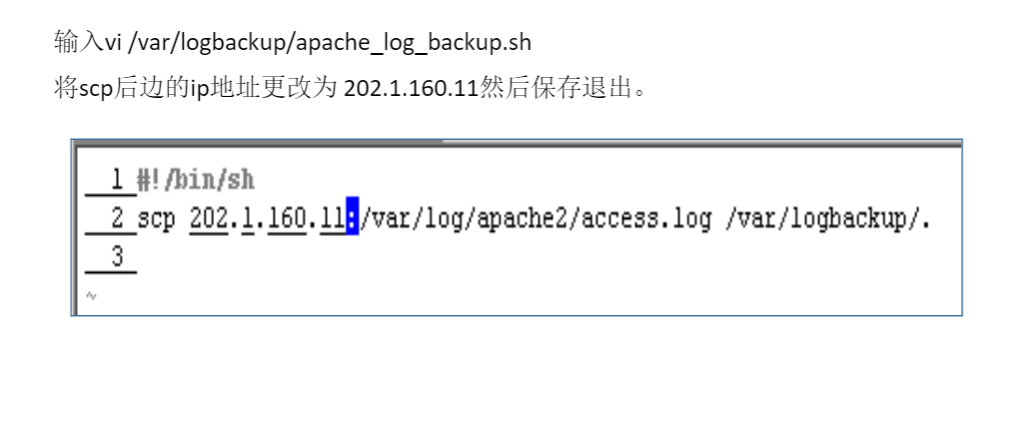 输入vi /var/logbackup/apache_log_backup.sh
将scp后边的ip地址更改为 202.1.160.11然后保存退出。
1 #!/bin/sh
2 scp 202.1.160.11:/var/log/apache2/access.log /var/logbackup/.
3
~